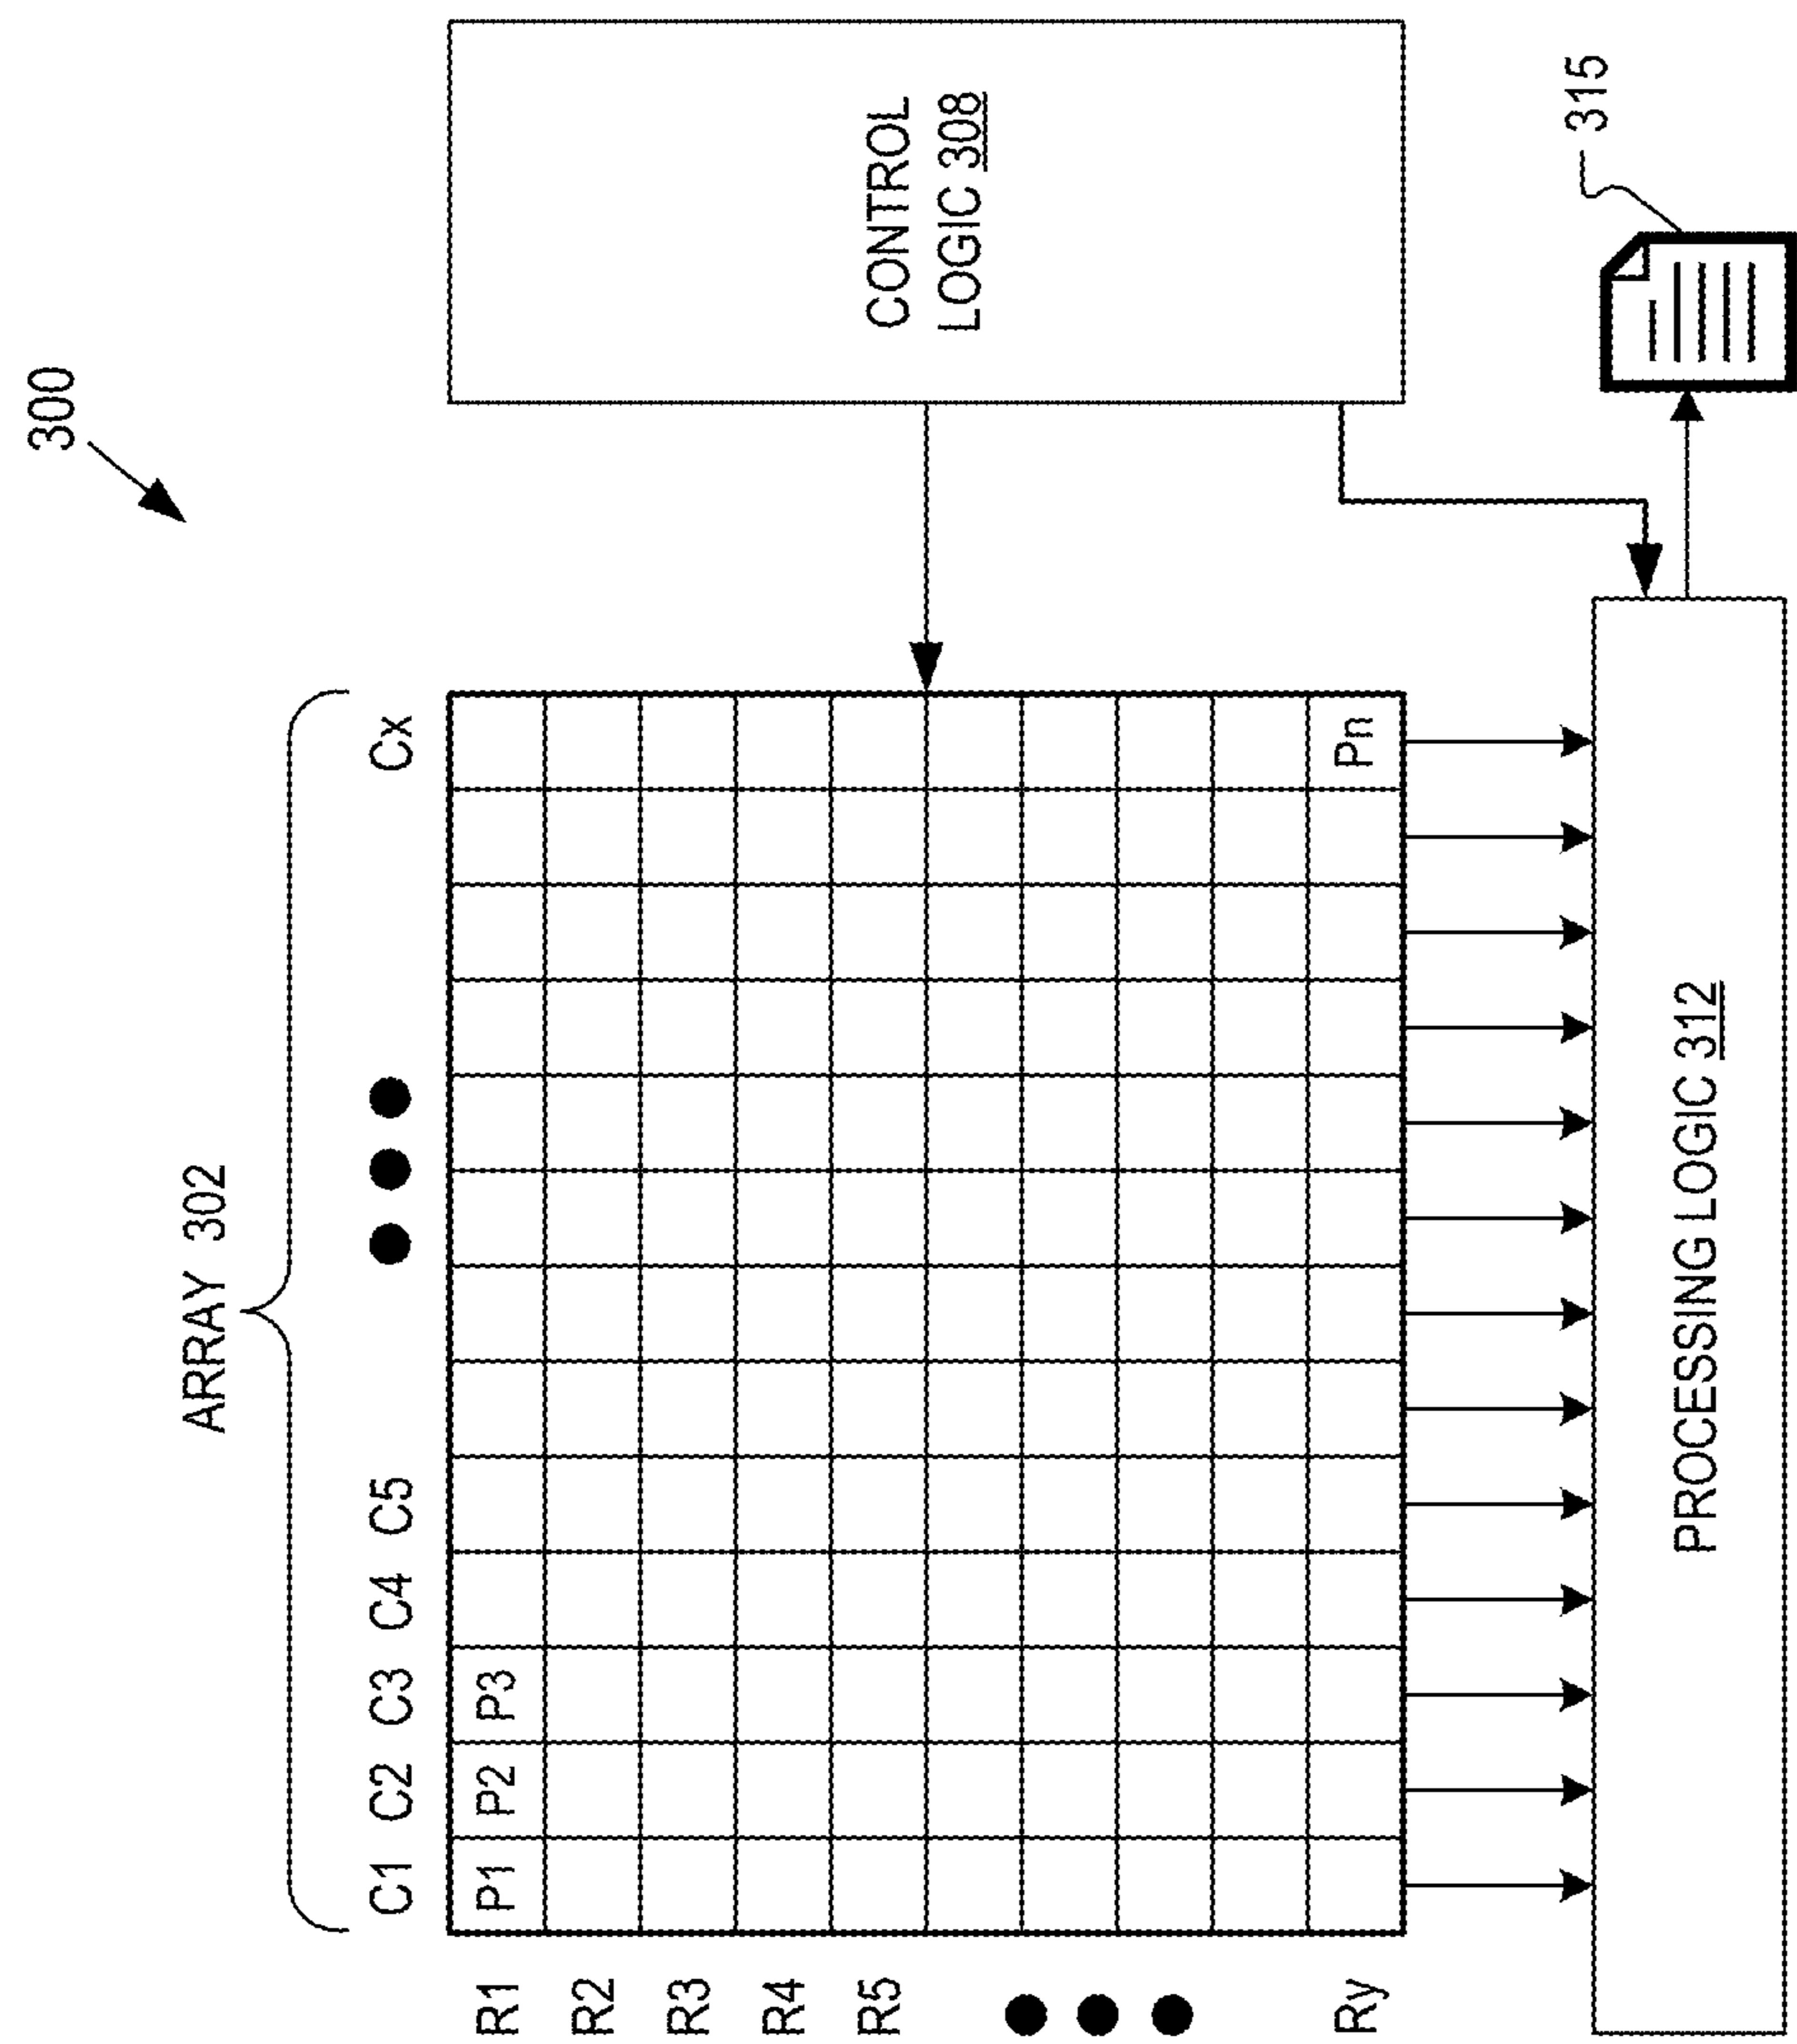 300
ARRAY 302
C1 C2 C3 C4 C5 Cx
R1 P1 P2 P3
R2
R3
R4
R5
Ry Pn
CONTROL
LOGIC 308
PROCESSING LOGIC 312
315